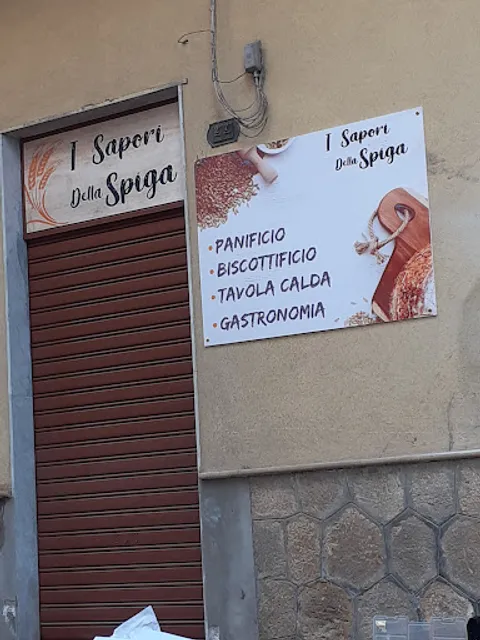 I Sapori
Della Spiga
I Sapori
Della Spiga
• PANIFICIO
• BISCOTTIFICIO
• TAVOLA CALDA
• GASTRONOMIA